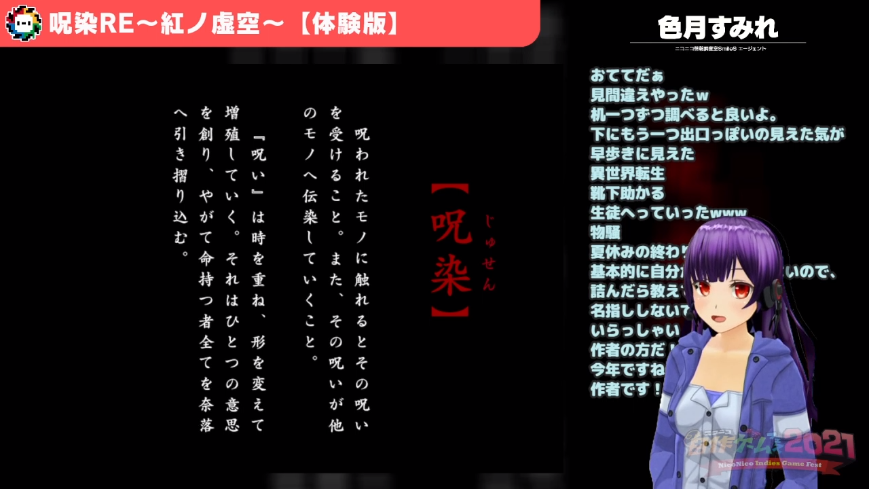 呪染RE～紅ノ虚空～【体験版】
色月すみれ
じゅせん
【呪染】
呪われたモノに触れるとその呪い
を受けること。また、その呪いが他
のモノへ伝染していくこと。
『呪い』は時を重ね、形を変えて
増殖していく。それはひとつの意思
を創り、やがて命持つ者全てを奈落
へ引き摺り込む。
おててだぁ
見間違えやったｗ
机一つずつ調べると良いよ。
下にもう一つ出口っぽいの見えた気が
早歩きに見えた
異世界転生
靴下助かる
生徒へっていったwww
物騒
夏休みの終わり
基本的に自分
いので、
詰んだら教えて
名指ししないで
いらっしゃい
作者の方だ！
今年ですね
作者です！
2021
NicoNico Indies Game Fest